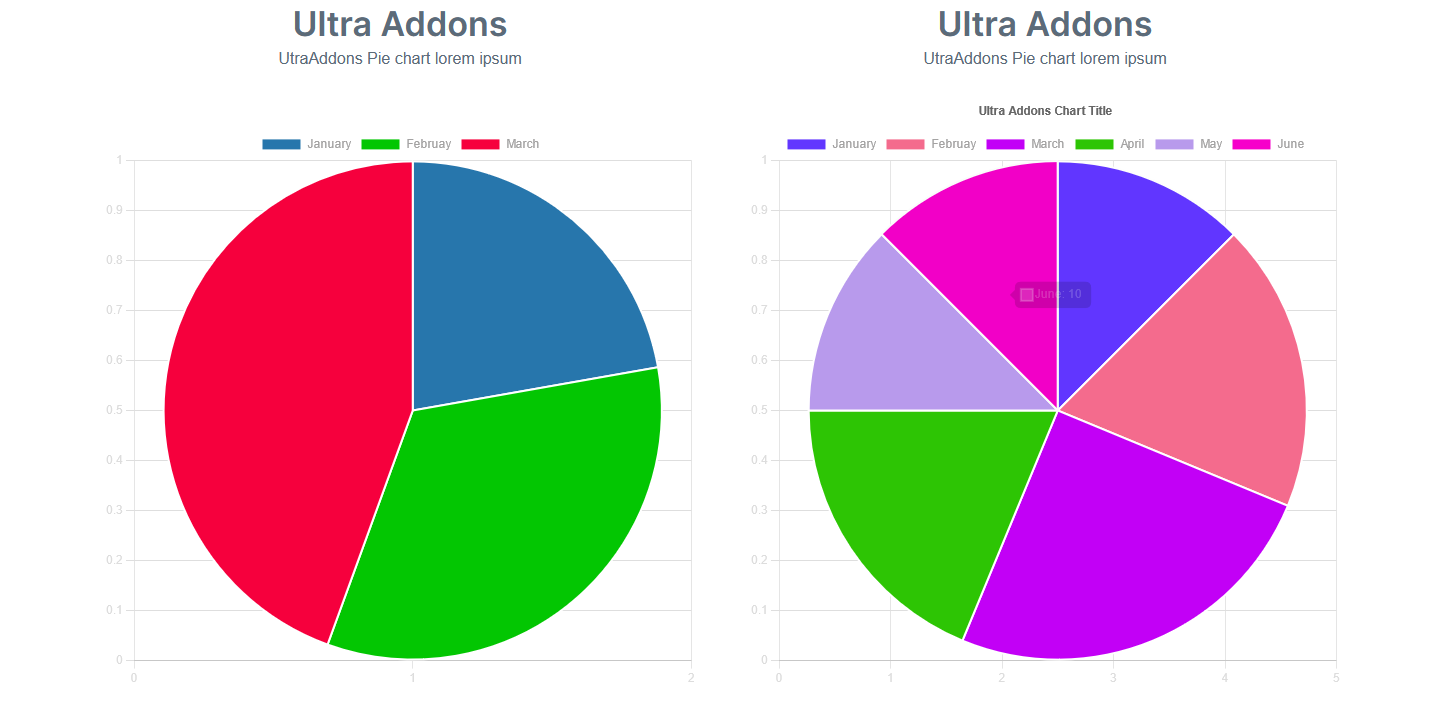 Ultra Addons
UtraAddons Pie chart lorem ipsum
January Februay March
1
0.9
0.8
0.7
0.6
0.5
0.4
0.3
0.2
0.1
0
0 1 2
Ultra Addons
UtraAddons Pie chart lorem ipsum
Ultra Addons Chart Title
January Februay March April May June
1
0.9
0.8
0.7
0.6
0.5
0.4
0.3
0.2
0.1
0
June: 10
0 1 2 3 4 5